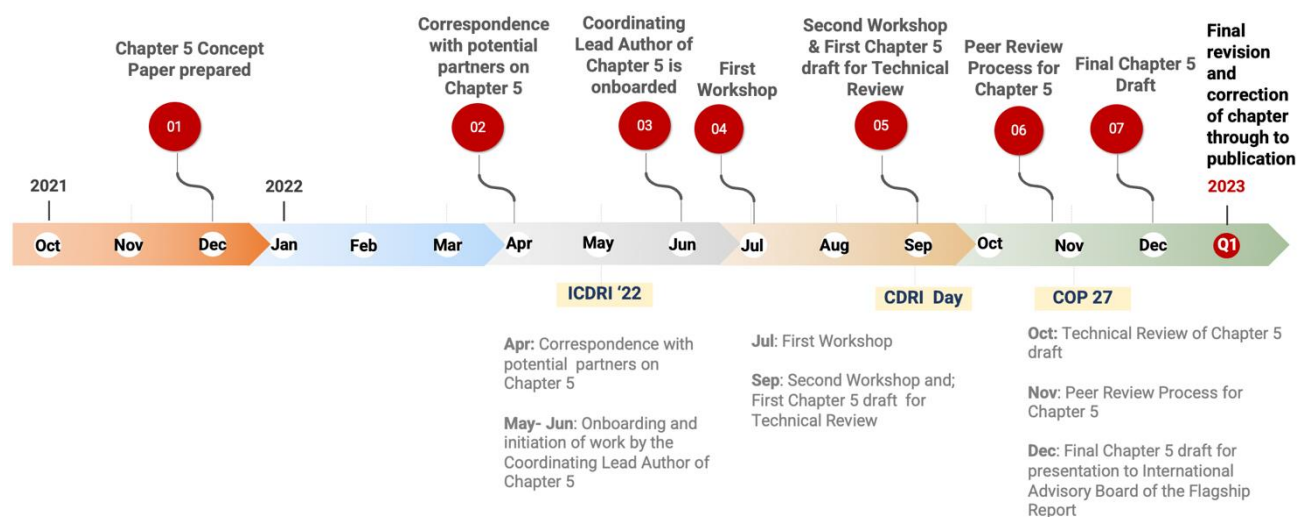 Chapter 5 Concept
Paper prepared
01
Correspondence
with potential
partners on
Chapter 5
02
Coordinating
Lead Author of
Chapter 5 is
onboarded
03
First
Workshop
04
Second Workshop
& First Chapter 5
draft for Technical
Review
05
Peer Review
Process for
Chapter 5
06
Final Chapter 5
Draft
07
Final
revision
and
correction
of chapter
through to
publication
2021
2022
2023
Oct
Nov
Dec
Jan
Feb
Mar
Apr
May
Jun
Jul
Aug
Sep
Oct
Nov
Dec
Q1
ICDRI ‘22
CDRI Day
COP 27
Apr: Correspondence with
potential partners on
Chapter 5
May- Jun: Onboarding and
initiation of work by the
Coordinating Lead Author of
Chapter 5
Jul: First Workshop
Sep: Second Workshop and;
First Chapter 5 draft for
Technical Review
Oct: Technical Review of Chapter 5
draft
Nov: Peer Review Process for
Chapter 5
Dec: Final Chapter 5 draft for
presentation to International
Advisory Board of the Flagship
Report